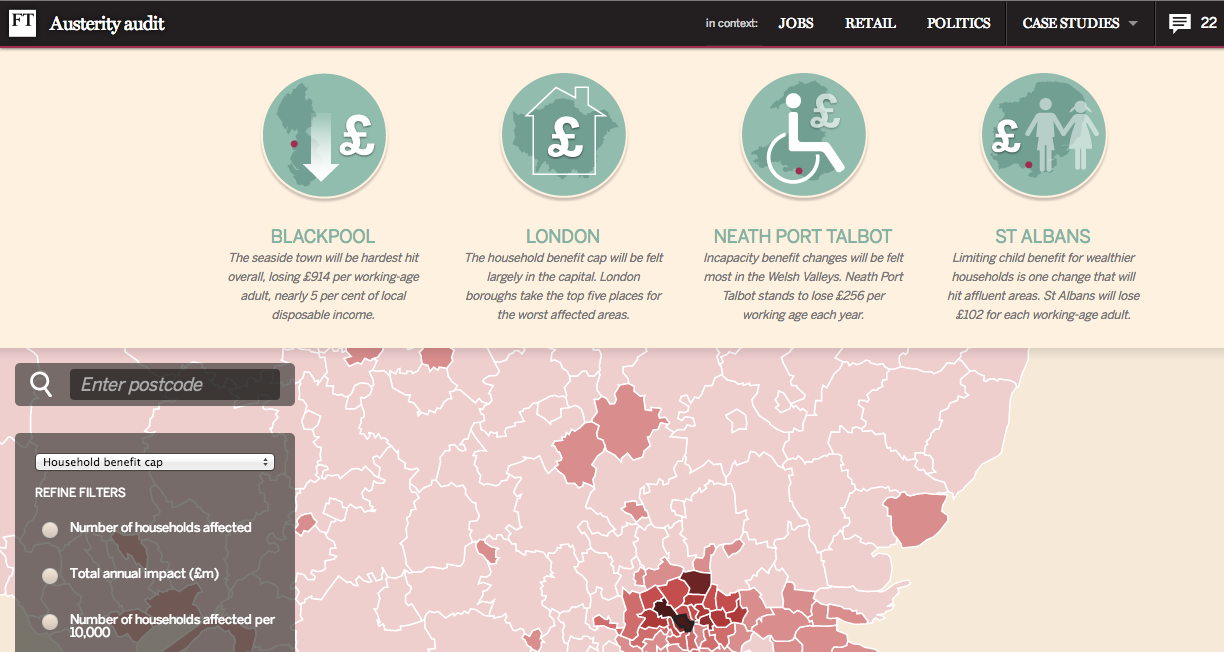 FT Austerity audit
in context: JOBS RETAIL POLITICS CASE STUDIES 22
£
£
£
£
BLACKPOOL
The seaside town will be hardest hit
overall, losing £914 per working-age
adult, nearly 5 per cent of local
disposable income.
LONDON
The household benefit cap will be felt
largely in the capital. London
boroughs take the top five places for
the worst affected areas.
NEATH PORT TALBOT
Incapacity benefit changes will be felt
most in the Welsh Valleys. Neath Port
Talbot stands to lose £256 per
working age each year.
ST ALBANS
Limiting child benefit for wealthier
households is one change that will
hit affluent areas. St Albans will lose
£102 for each working-age adult.
Enter postcode
Household benefit cap
REFINE FILTERS
Number of households affected
Total annual impact (£m)
Number of households affected per
10,000